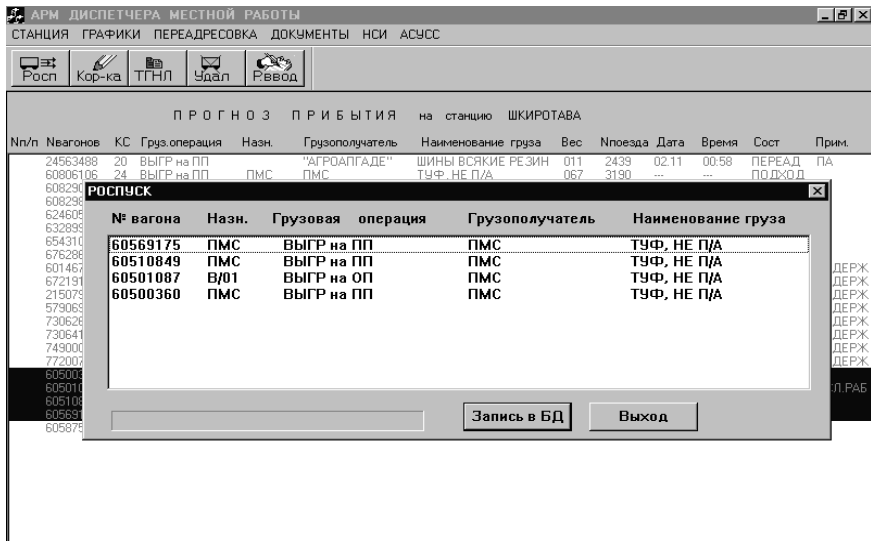 АРМ ДИСПЕТЧЕРА МЕСТНОЙ РАБОТЫ
СТАНЦИЯ ГРАФИКИ ПЕРЕАДРЕСОВКА ДОКУМЕНТЫ НСИ АСУСС
Росп Кор-ка ТГНЛ Удал Р.ввод
ПРОГНОЗ ПРИБЫТИЯ на станцию ШКИРОТАВА
Nп/п Nвагонов КС Груз.операция Назн. Грузополучатель Наименование груза Вес Nпоезда Дата Время Сост Прим.
24563488 20 ВЫГР на ПП "АГРОАПГАДЕ" ШИНЫ ВСЯКИЕ РЕЗИН 011 2439 02.11 00:58 ПЕРЕАД ПА
60806106 24 ВЫГР на ПП ПМС ПМС ТУФ, НЕ П/А 067 3190 --- --- ПОДХОД
РОСПУСК
№ вагона Назн. Грузовая операция Грузополучатель Наименование груза
60569175 ПМС ВЫГР на ПП ПМС ТУФ, НЕ П/А
60510849 ПМС ВЫГР на ПП ПМС ТУФ, НЕ П/А
60501087 В/01 ВЫГР на ОП ПМС ТУФ, НЕ П/А
60500360 ПМС ВЫГР на ПП ПМС ТУФ, НЕ П/А
Запись в БД Выход